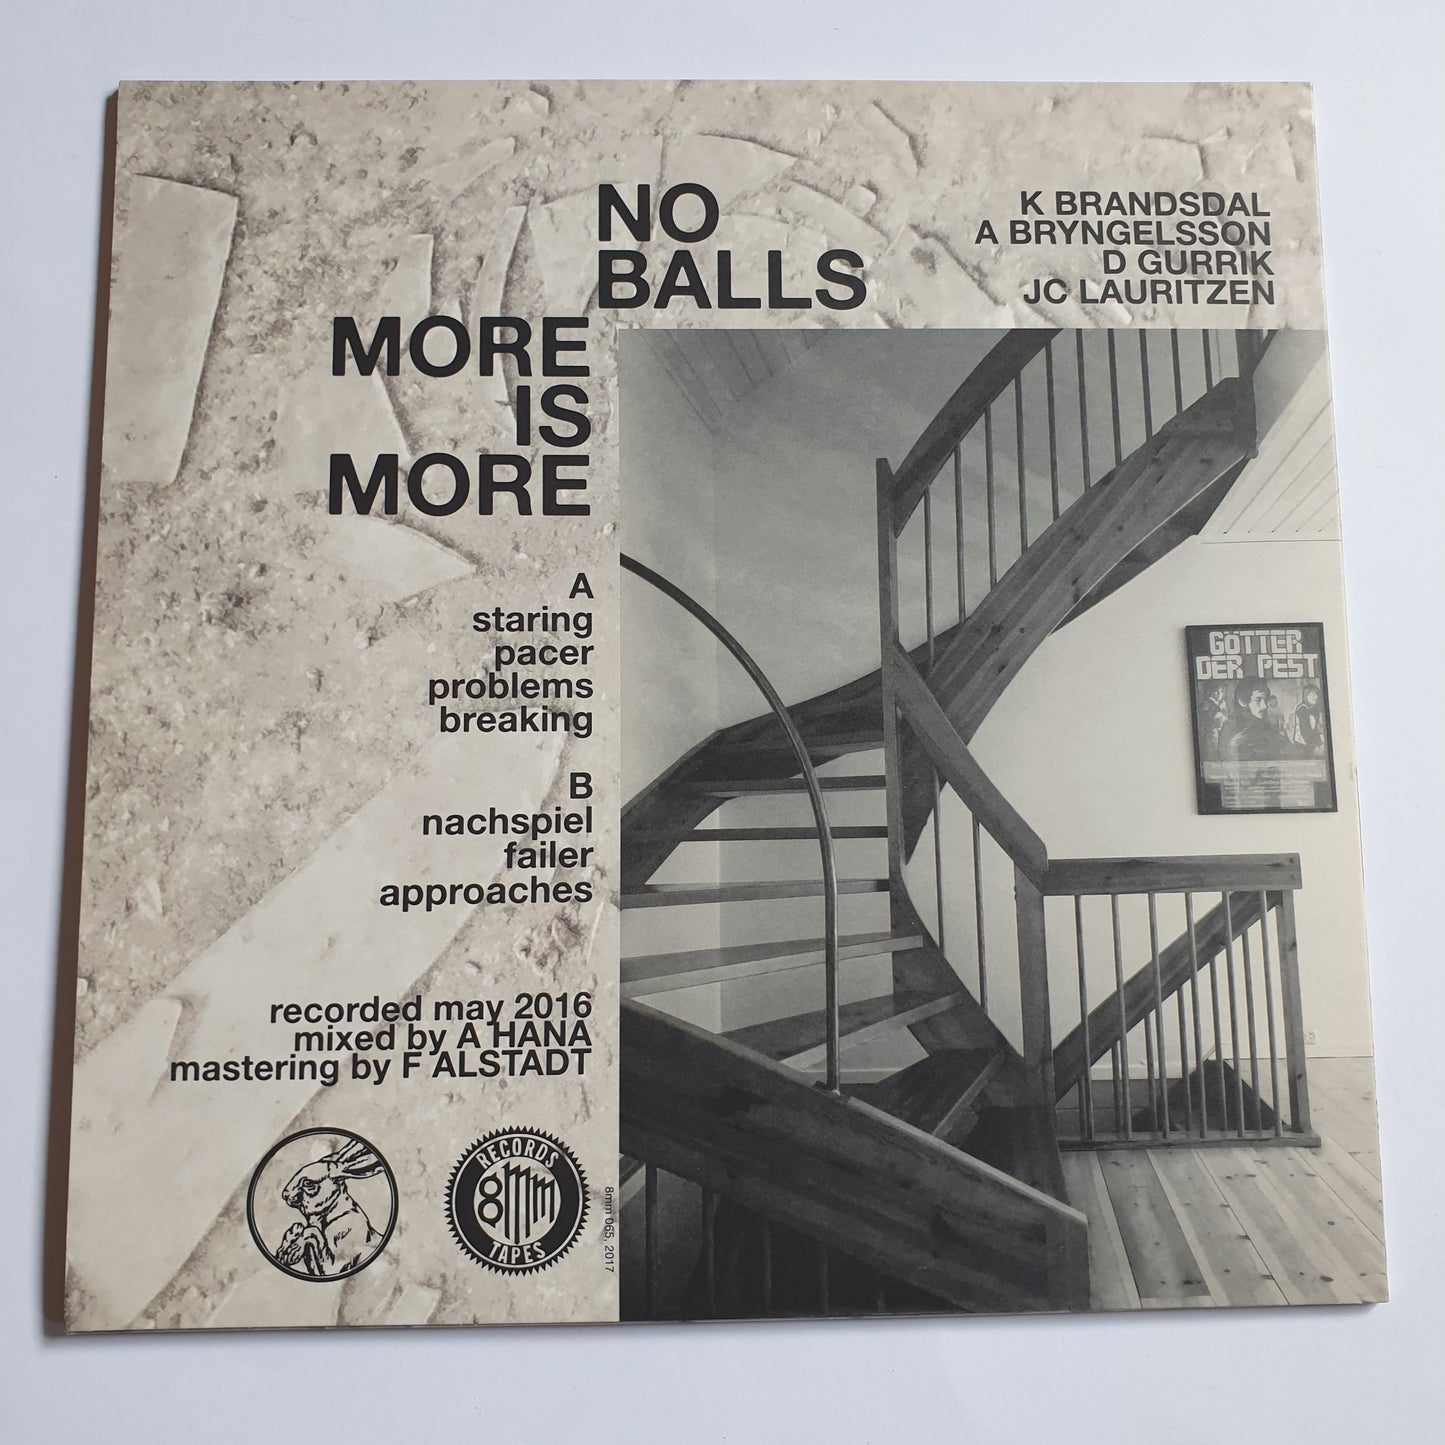 NO
BALLS
K BRANDSDAL
A BRYNGELSSON
D GURRIK
JC LAURITZEN
MORE
IS
MORE
A
staring
pacer
problems
breaking
B
nachspiel
failer
approaches
recorded may 2016
mixed by A HANA
mastering by F ALSTADT
RECORDS
8mm
TAPES
8mm 065, 2017
GÖTTER
DER PEST